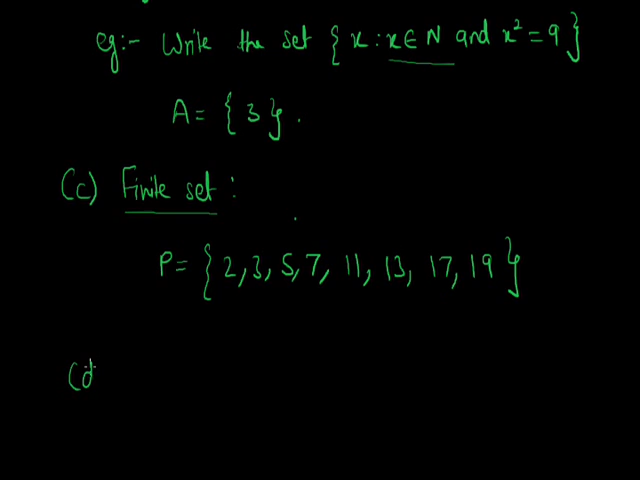 eg:- Write the set { x : x ∈ N and x² = 9 }
A = { 3 } .
(c) Finite set :
P = { 2, 3, 5, 7, 11, 13, 17, 19 }
(d